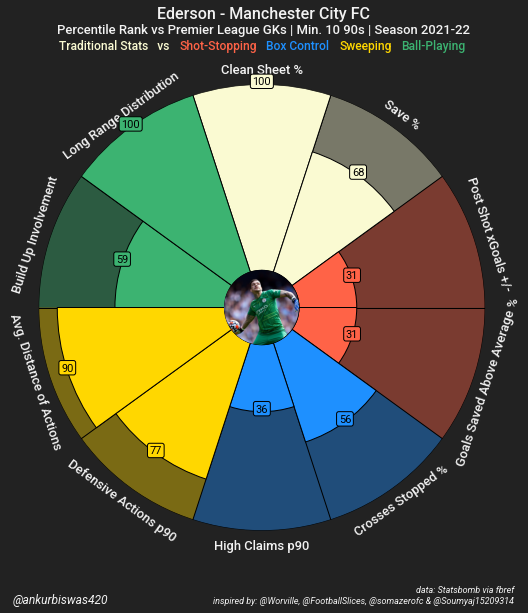 Ederson - Manchester City FC
Percentile Rank vs Premier League GKs | Min. 10 90s | Season 2021-22
Traditional Stats vs Shot-Stopping Box Control Sweeping Ball-Playing
Clean Sheet %
100
Save %
68
Post Shot xGoals +/-
31
Goals Saved Above Average %
31
Crosses Stopped %
56
High Claims p90
36
Defensive Actions p90
77
Avg. Distance of Actions
90
Build Up Involvement
59
Long Range Distribution
100
data: Statsbomb via fbref
@ankurbiswas420
inspired by: @Worville, @FootballSlices, @somazerofc & @Soumyaj15209314